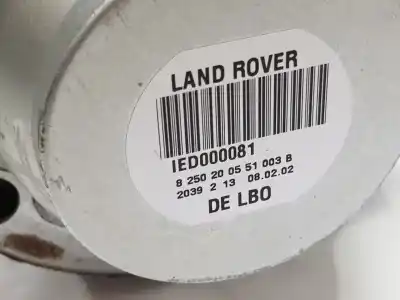 LAND ROVER
IED000081
8 250 20 05 51 003 B
2039 2 13 08.02.02
DE LBO